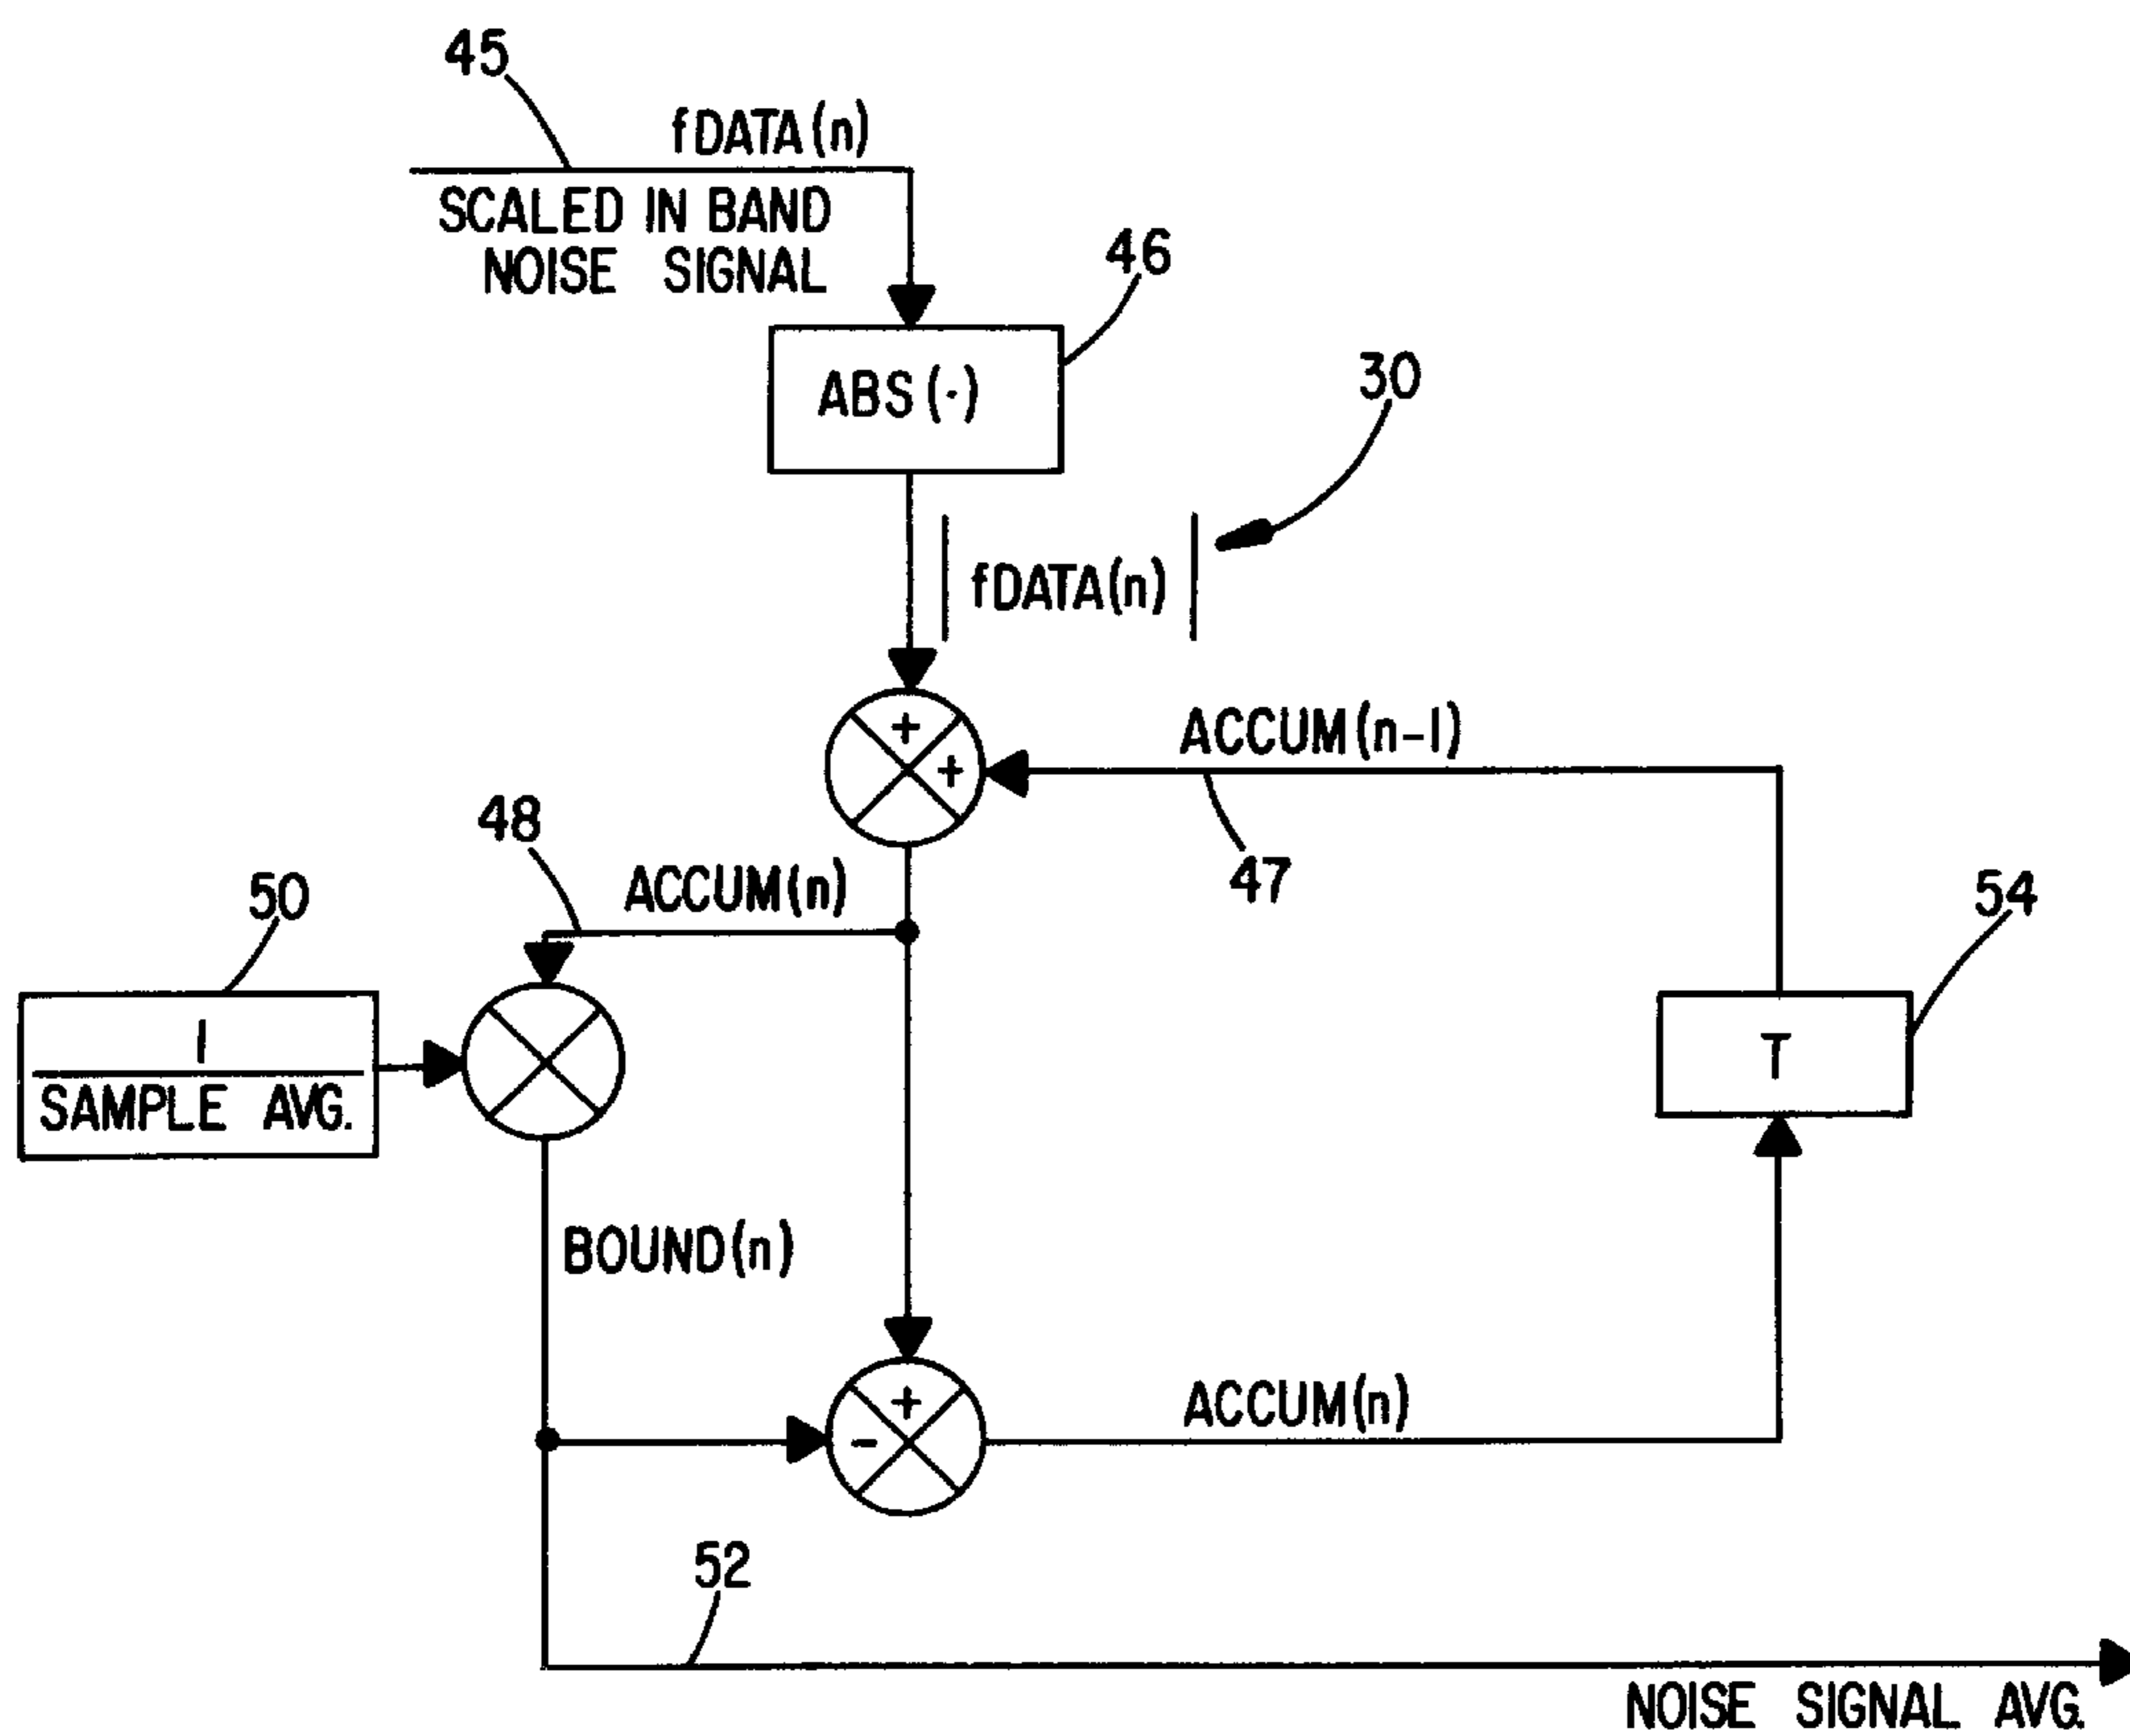 45
fDATA(n)
SCALED IN BAND
NOISE SIGNAL
46
ABS(·)
30
|fDATA(n)|
+
+
ACCUM(n-1)
47
48
ACCUM(n)
50
1
SAMPLE AVG.
54
T
BOUND(n)
+
-
ACCUM(n)
52
NOISE SIGNAL AVG.